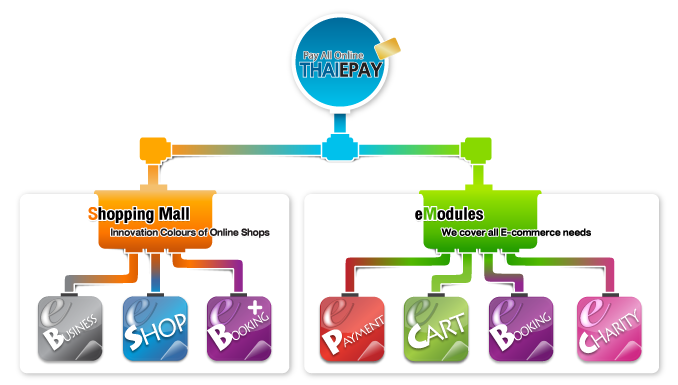 Pay All Online
THAIEPAY
Shopping Mall
Innovation Colours of Online Shops
eModules
We cover all E-commerce needs
e Business
e Shop
e Booking +
e Payment
e Cart
e Booking
e Charity